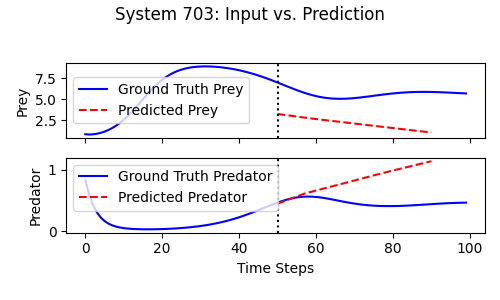 System 703: Input vs. Prediction
7.5
5.0
2.5
Prey
Ground Truth Prey
Predicted Prey
1
0
Predator
Ground Truth Predator
Predicted Predator
0 20 40 60 80 100
Time Steps